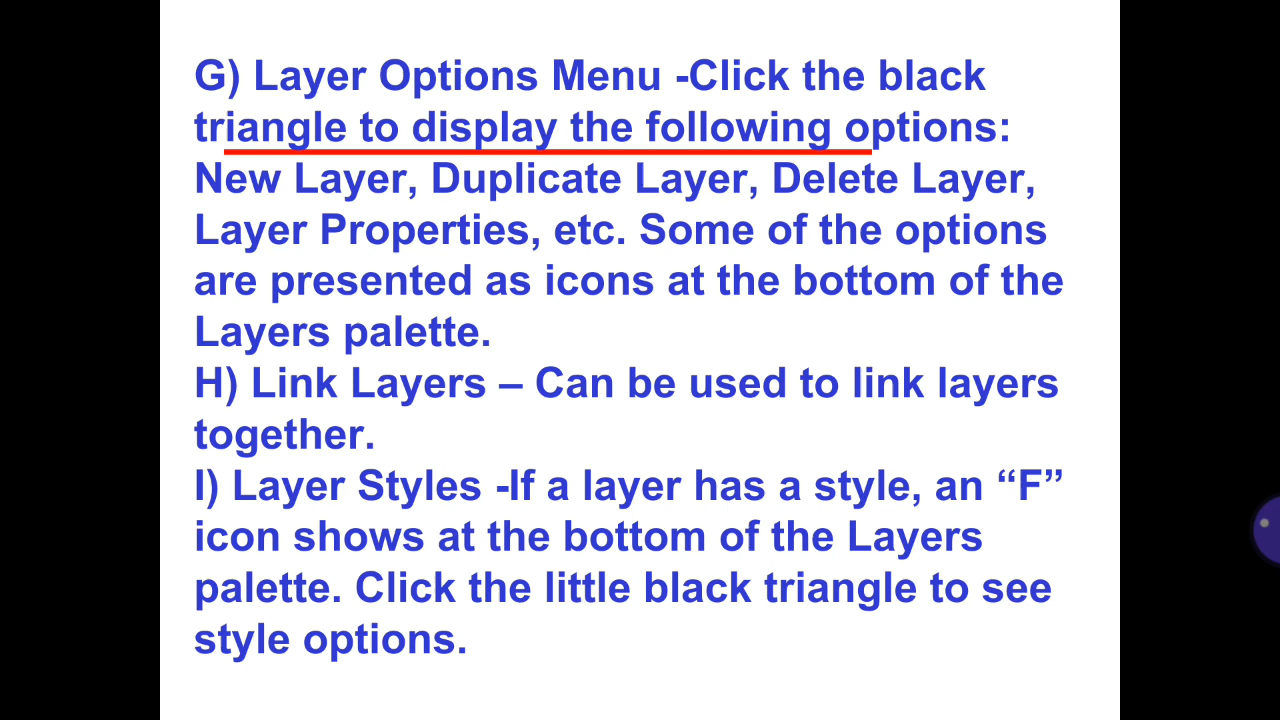 G) Layer Options Menu -Click the black
triangle to display the following options:
New Layer, Duplicate Layer, Delete Layer,
Layer Properties, etc. Some of the options
are presented as icons at the bottom of the
Layers palette.
H) Link Layers – Can be used to link layers
together.
I) Layer Styles -If a layer has a style, an “F”
icon shows at the bottom of the Layers
palette. Click the little black triangle to see
style options.